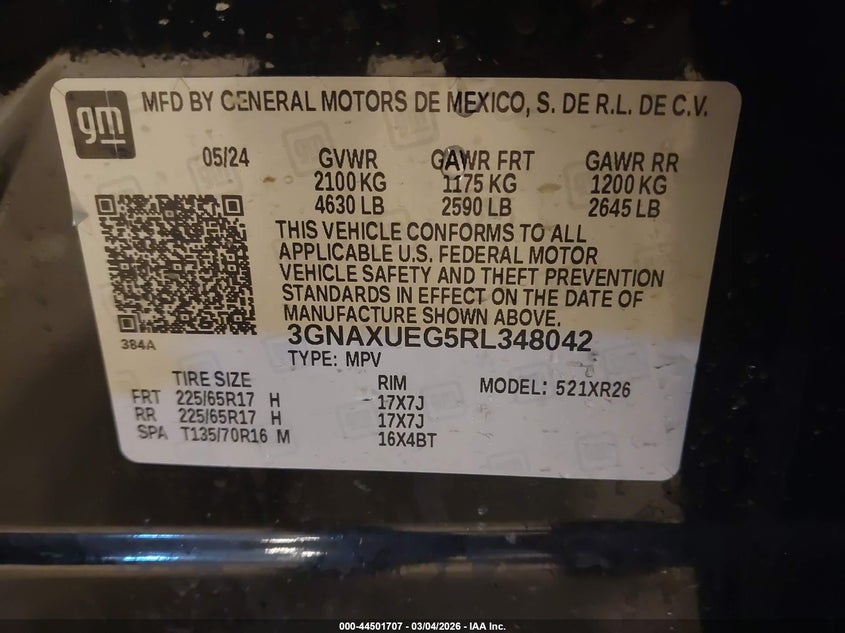 gm
MFD BY GENERAL MOTORS DE MEXICO, S. DE R.L. DE C.V.
05/24 GVWR GAWR FRT GAWR RR
2100 KG 1175 KG 1200 KG
4630 LB 2590 LB 2645 LB
THIS VEHICLE CONFORMS TO ALL
APPLICABLE U.S. FEDERAL MOTOR
VEHICLE SAFETY AND THEFT PREVENTION
STANDARDS IN EFFECT ON THE DATE OF
MANUFACTURE SHOWN ABOVE.
384A
3GNAXUEG5RL348042
TYPE: MPV
TIRE SIZE RIM MODEL: 521XR26
FRT 225/65R17 H 17X7J
RR 225/65R17 H 17X7J
SPA T135/70R16 M 16X4BT
000-44501707 - 03/04/2026 - IAA Inc.